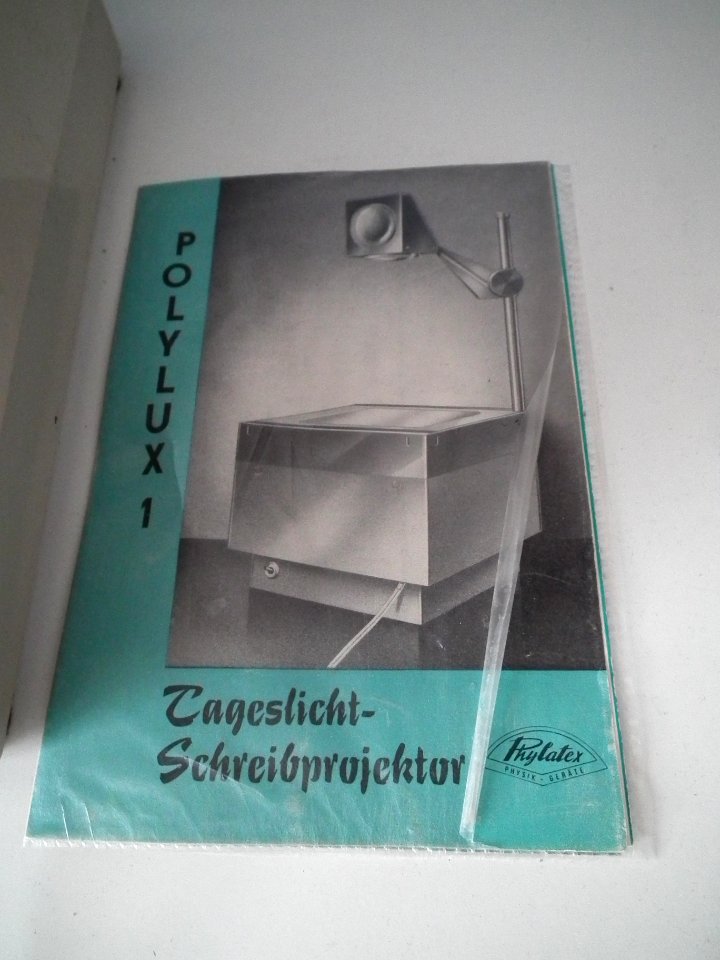 POLYLUX 1
Tageslicht-
Schreibprojektor
Phylatex
PHYSIK-GERÄTE